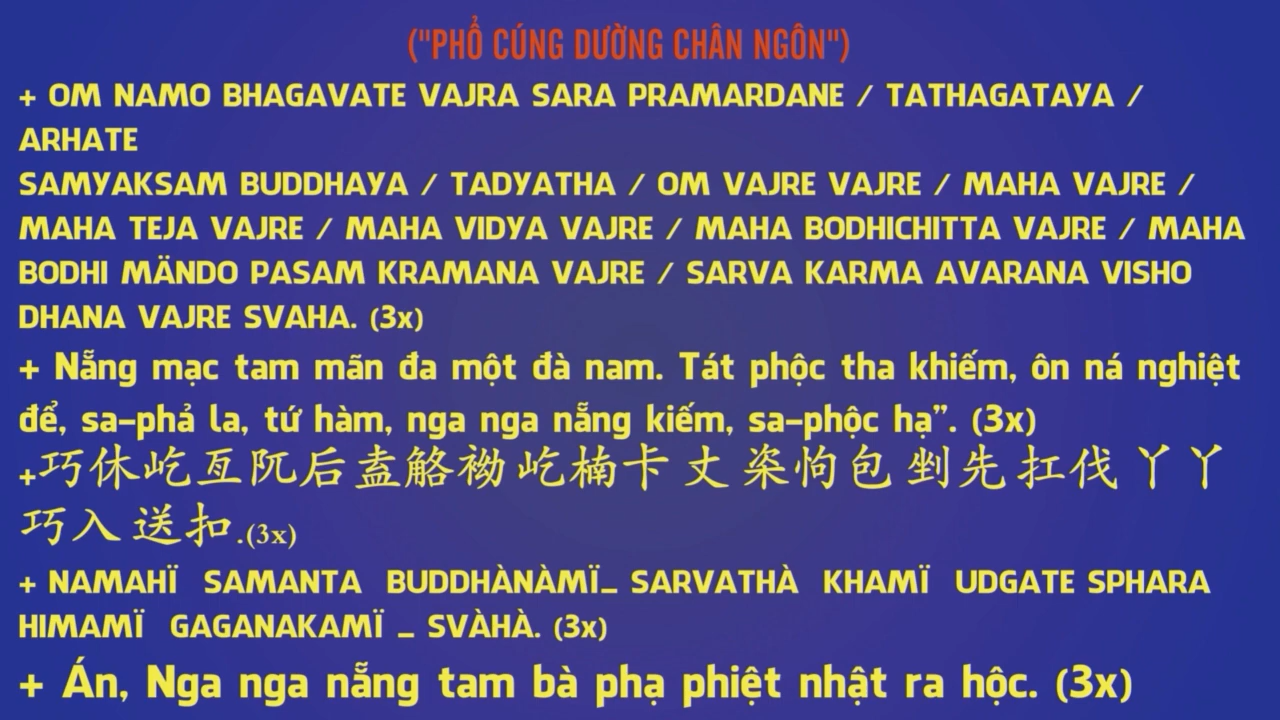 ("PHỔ CÚNG DƯỜNG CHÂN NGÔN")
+ OM NAMO BHAGAVATE VAJRA SARA PRAMARDANE / TATHAGATAYA /
ARHATE
SAMYAKSAM BUDDHAYA / TADYATHA / OM VAJRE VAJRE / MAHA VAJRE /
MAHA TEJA VAJRE / MAHA VIDYA VAJRE / MAHA BODHICHITTA VAJRE / MAHA
BODHI MÄNDO PASAM KRAMANA VAJRE / SARVA KARMA AVARANA VISHO
DHANA VAJRE SVAHA. (3x)
+ Nẵng mạc tam mãn đa một đà nam. Tát phộc tha khiếm, ôn ná nghiệt
để, sa-phả la, tứ hàm, nga nga nẵng kiếm, sa-phộc hạ”. (3x)
+巧休屹亙阢后盍觡袎屹楠卡丈柒怐包剉先扛伐丫丫
巧入送扣.(3x)
+ NAMAHÏ SAMANTA BUDDHÀNÀMÏ_ SARVATHÀ KHAMÏ UDGATE SPHARA
HIMAMÏ GAGANAKAMÏ _ SVÀHÀ. (3x)
+ Án, Nga nga nẵng tam bà phạ phiệt nhật ra hộc. (3x)